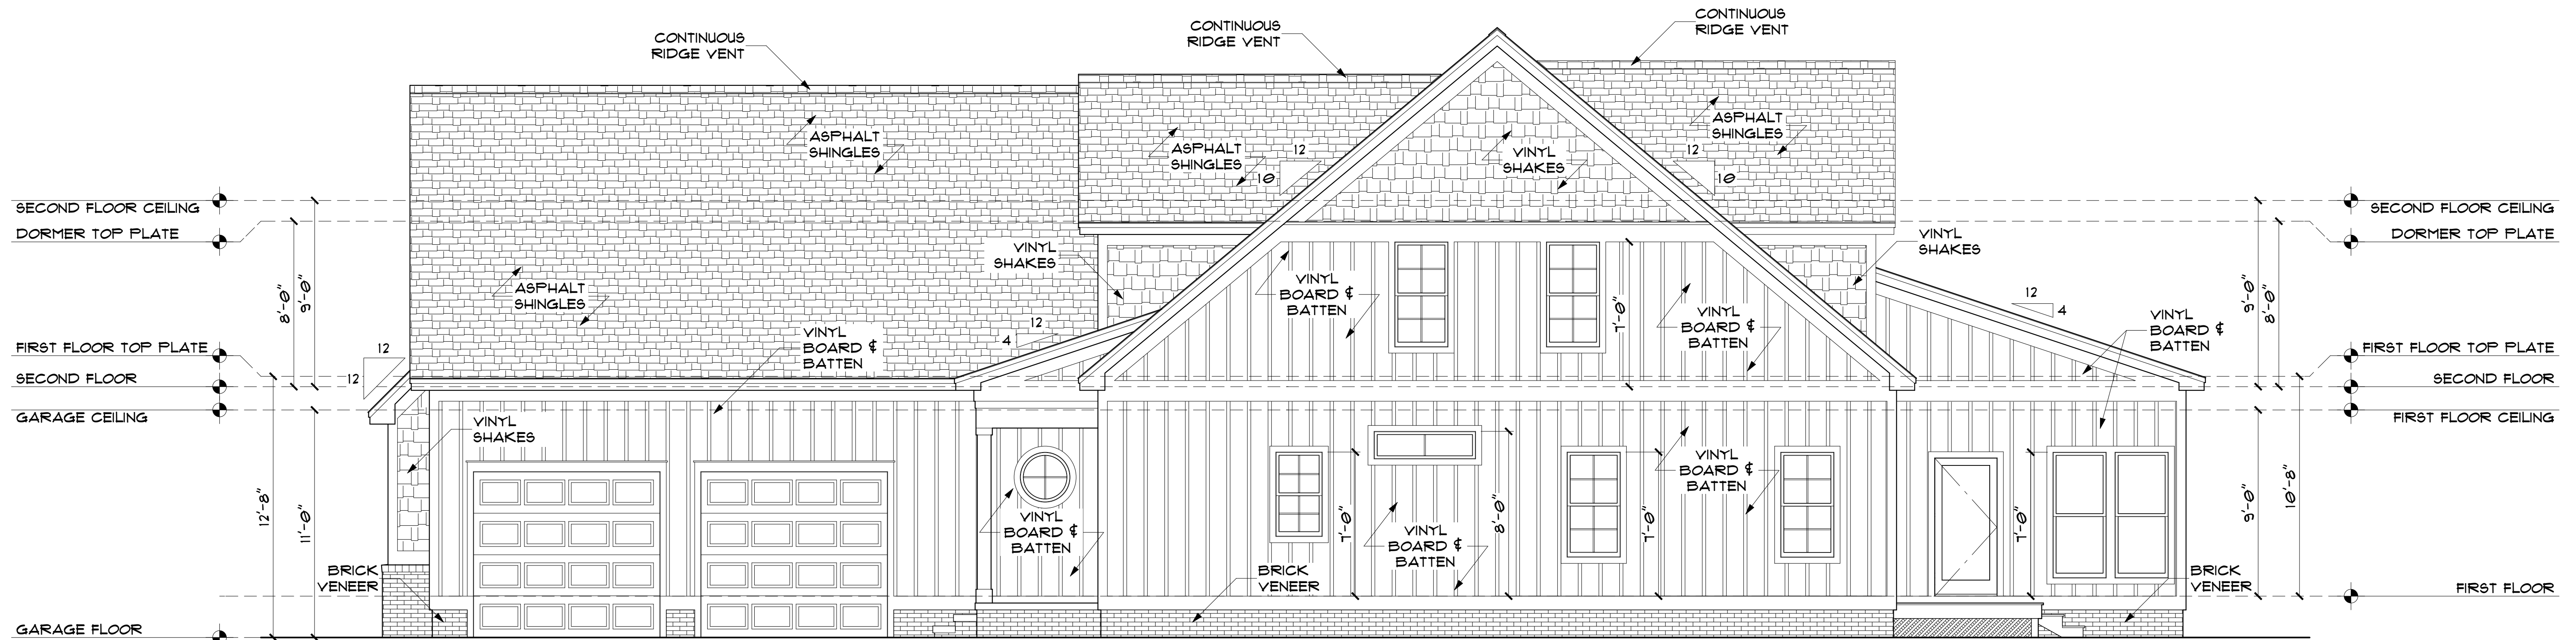 CONTINUOUS
RIDGE VENT
CONTINUOUS
RIDGE VENT
CONTINUOUS
RIDGE VENT
ASPHALT
SHINGLES
ASPHALT
SHINGLES
12
10
VINYL
SHAKES
12
10
ASPHALT
SHINGLES
SECOND FLOOR CEILING
DORMER TOP PLATE
8'-0"
9'-0"
FIRST FLOOR TOP PLATE
SECOND FLOOR
GARAGE CEILING
12
12
12'-8"
11'-0"
GARAGE FLOOR
ASPHALT
SHINGLES
VINYL
BOARD &
BATTEN
VINYL
SHAKES
BRICK
VENEER
VINYL
SHAKES
12
4
VINYL
BOARD &
BATTEN
VINYL
BOARD &
BATTEN
7'-0"
VINYL
BOARD &
BATTEN
VINYL
SHAKES
12
4
VINYL
BOARD &
BATTEN
BRICK
VENEER
7'-0"
VINYL
BOARD &
BATTEN
8'-0"
7'-0"
VINYL
BOARD &
BATTEN
7'-0"
BRICK
VENEER
SECOND FLOOR CEILING
DORMER TOP PLATE
9'-0"
8'-0"
FIRST FLOOR TOP PLATE
SECOND FLOOR
FIRST FLOOR CEILING
9'-0"
10'-8"
FIRST FLOOR